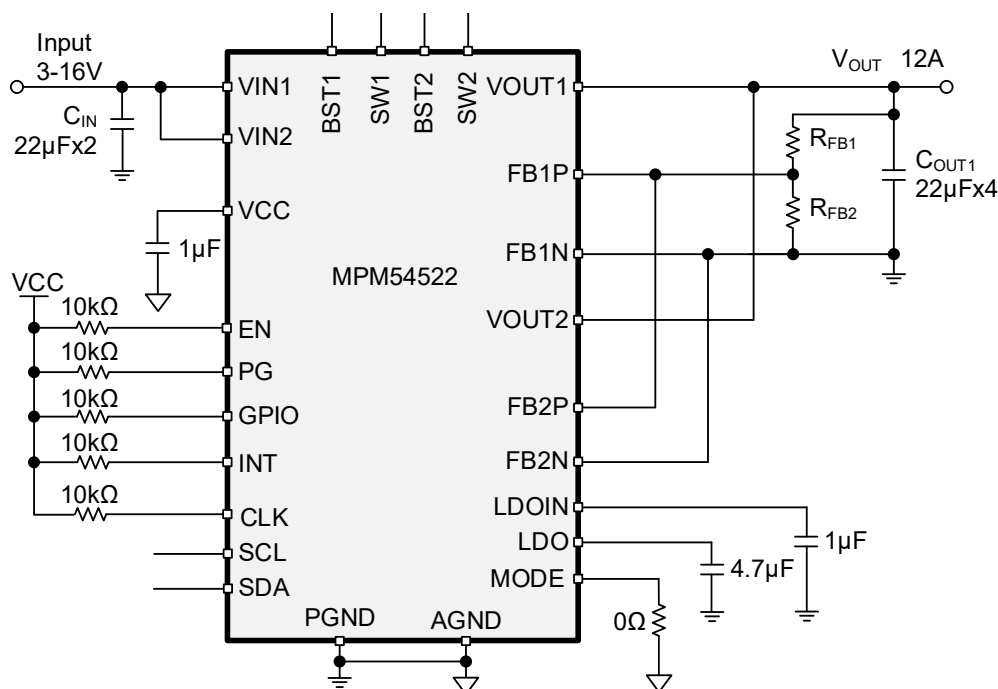 Input
3-16V
C_IN
22µFx2
VIN1
VIN2
BST1
SW1
BST2
SW2
VOUT1
V_OUT 12A
R_FB1
FB1P
C_OUT1
22µFx4
R_FB2
VCC
1µF
FB1N
MPM54522
VCC
VOUT2
10kΩ
EN
10kΩ
PG
10kΩ
GPIO
FB2P
10kΩ
INT
FB2N
10kΩ
CLK
LDOIN
1µF
SCL
LDO
4.7µF
SDA
MODE
0Ω
PGND
AGND